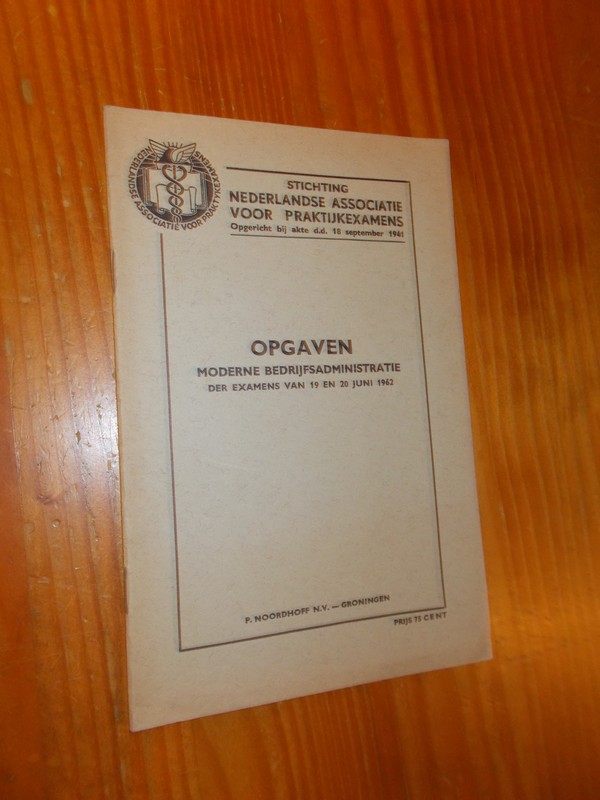 NEDERLANDSE ASSOCIATIE VOOR PRAKTIJKEXAMENS
STICHTING
NEDERLANDSE ASSOCIATIE
VOOR PRAKTIJKEXAMENS
Opgericht bij akte d.d. 18 september 1941
OPGAVEN
MODERNE BEDRIJFSADMINISTRATIE
DER EXAMENS VAN 19 EN 20 JUNI 1962
P. NOORDHOFF N.V. — GRONINGEN
PRIJS 75 CENT